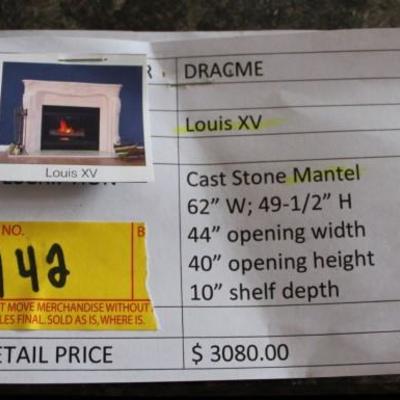 DRACME
Louis XV
Louis XV
Cast Stone Mantel
62” W; 49-1/2” H
44” opening width
40” opening height
10” shelf depth
NO. B
142
T MOVE MERCHANDISE WITHOUT
LES FINAL. SOLD AS IS, WHERE IS.
ETAIL PRICE $ 3080.00